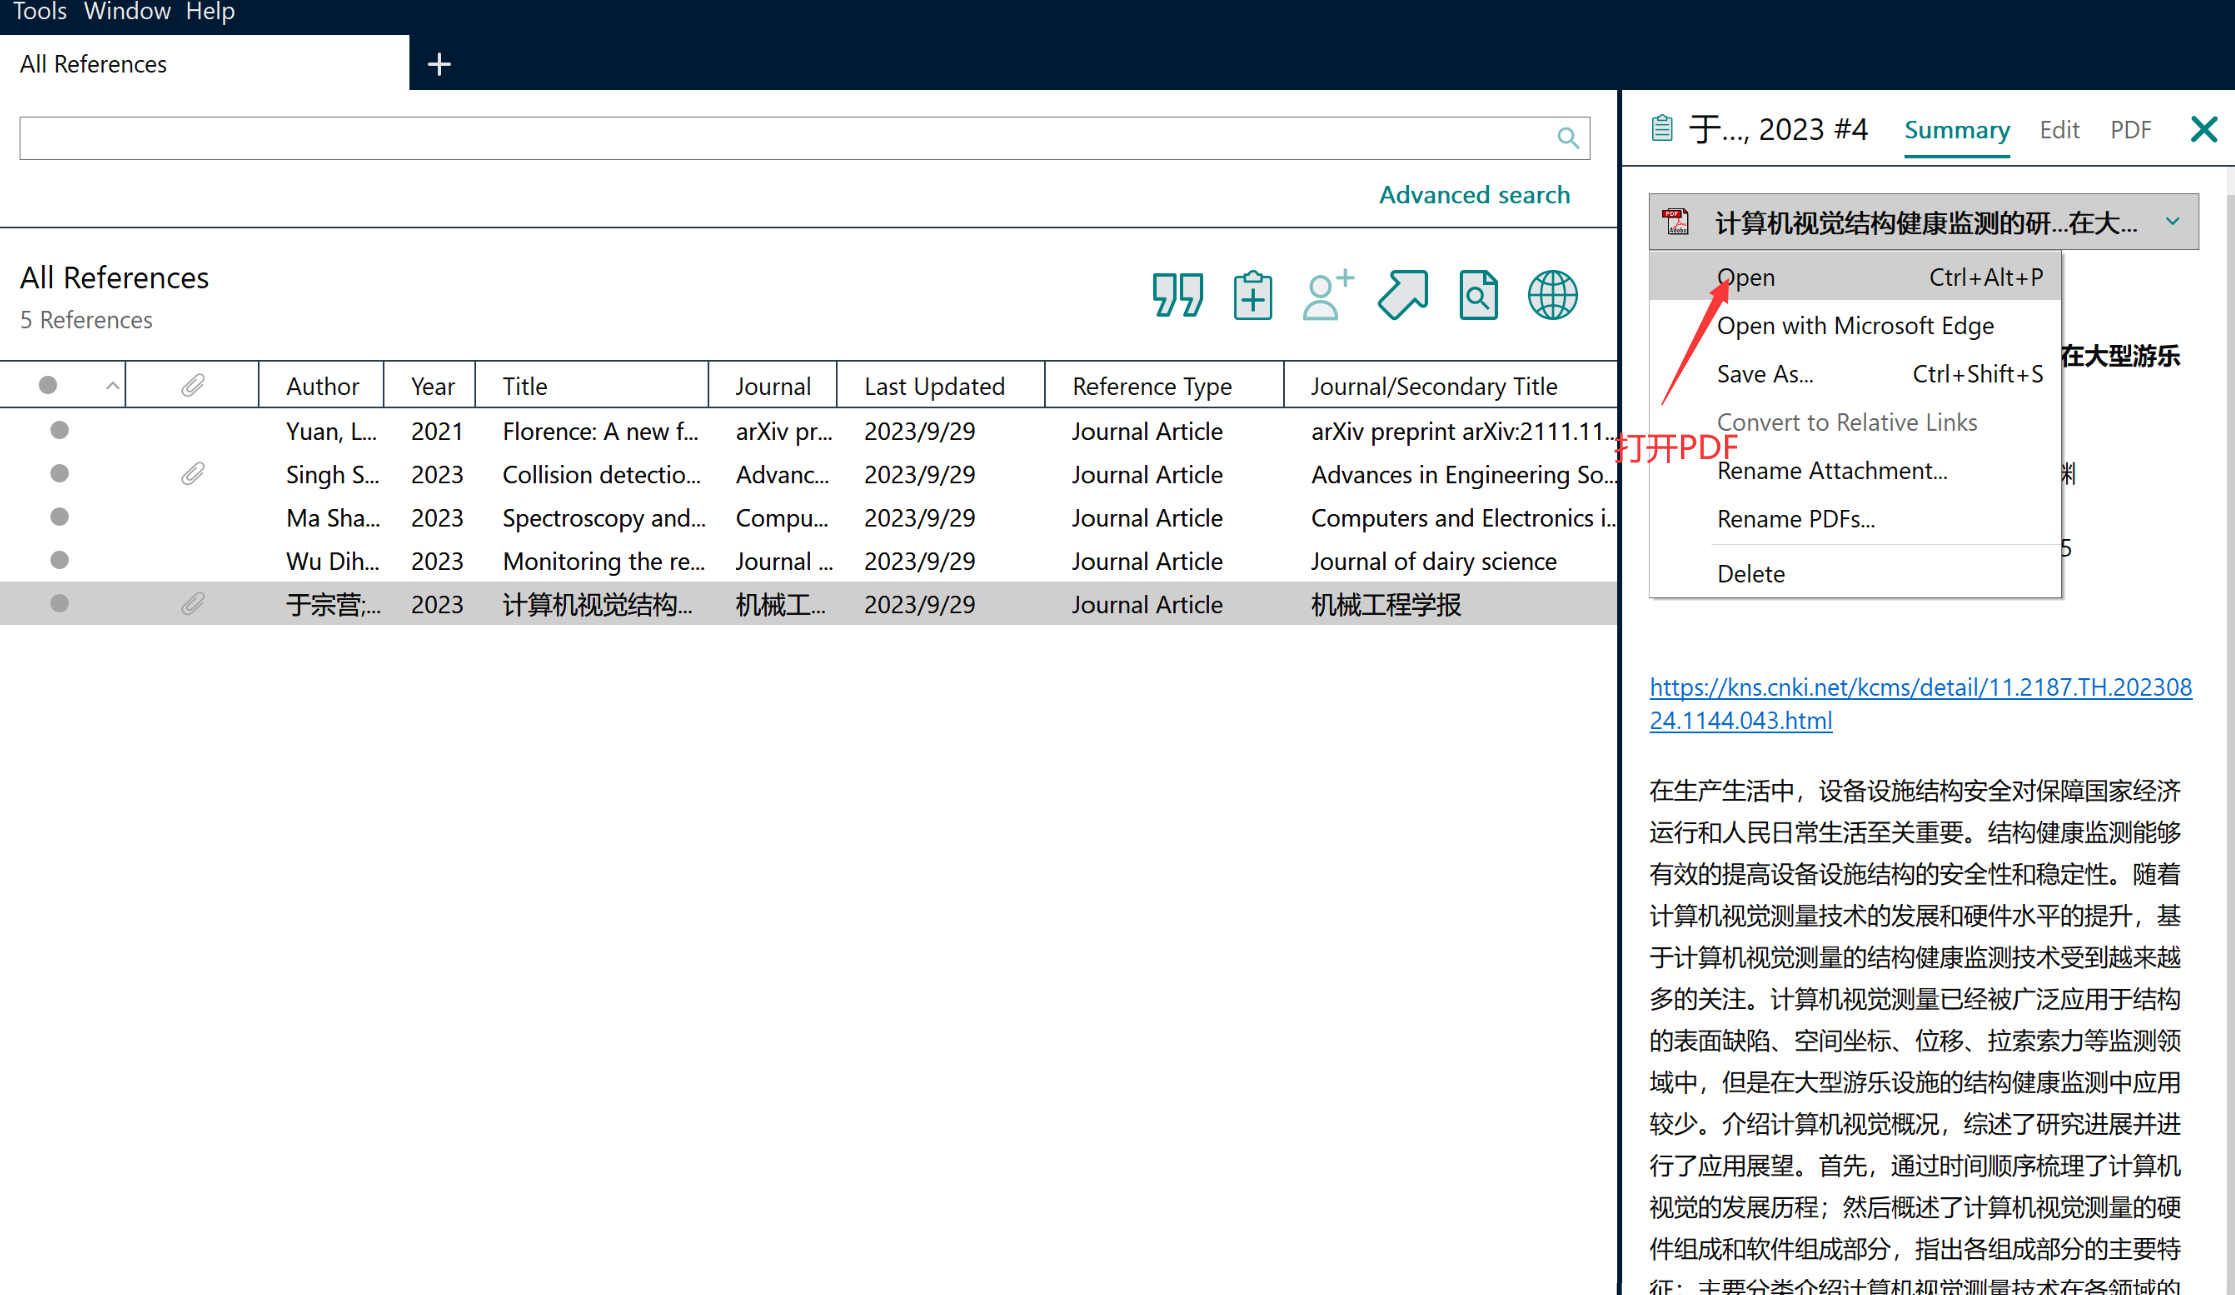 Tools Window Help
All References
Advanced search
All References
5 References
Author Year Title Journal Last Updated Reference Type Journal/Secondary Title
Yuan, L... 2021 Florence: A new f... arXiv pr... 2023/9/29 Journal Article arXiv preprint arXiv:2111.11...
Singh S... 2023 Collision detectio... Advanc... 2023/9/29 Journal Article Advances in Engineering So...
Ma Sha... 2023 Spectroscopy and... Compu... 2023/9/29 Journal Article Computers and Electronics i...
Wu Dih... 2023 Monitoring the re... Journal ... 2023/9/29 Journal Article Journal of dairy science
于宗营;... 2023 计算机视觉结构... 机械工... 2023/9/29 Journal Article 机械工程学报
于..., 2023 #4 Summary Edit PDF
计算机视觉结构健康监测的研...在大...
Open Ctrl+Alt+P
Open with Microsoft Edge
在大型游乐
Save As... Ctrl+Shift+S
Convert to Relative Links
打开PDF
Rename Attachment...
Rename PDFs...
5
Delete
https://kns.cnki.net/kcms/detail/11.2187.TH.202308
24.1144.043.html
在生产生活中，设备设施结构安全对保障国家经济
运行和人民日常生活至关重要。结构健康监测能够
有效的提高设备设施结构的安全性和稳定性。随着
计算机视觉测量技术的发展和硬件水平的提升，基
于计算机视觉测量的结构健康监测技术受到越来越
多的关注。计算机视觉测量已经被广泛应用于结构
的表面缺陷、空间坐标、位移、拉索索力等监测领
域中，但是在大型游乐设施的结构健康监测中应用
较少。介绍计算机视觉概况，综述了研究进展并进
行了应用展望。首先，通过时间顺序梳理了计算机
视觉的发展历程；然后概述了计算机视觉测量的硬
件组成和软件组成部分，指出各组成部分的主要特
征；主要分类介绍计算机视觉测量技术在各领域的